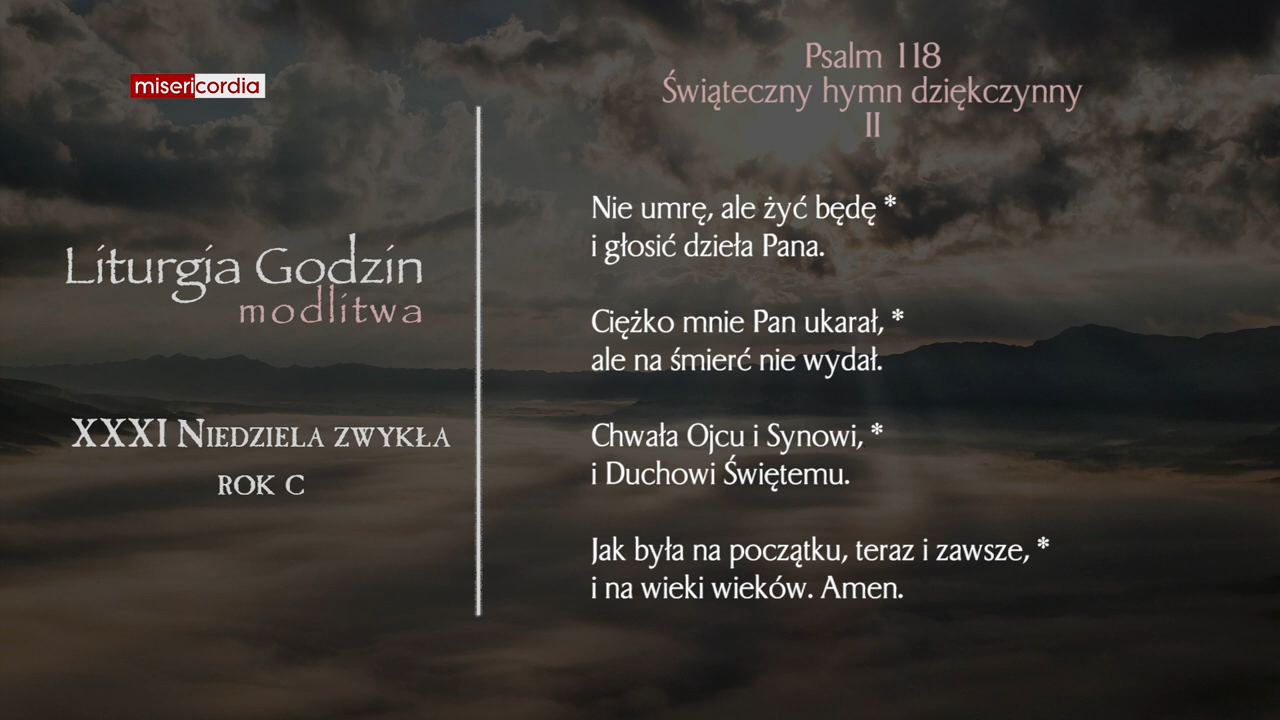 misericordia
Liturgia Godzin
modlitwa
XXXI Niedziela zwykła
rok C
Psalm 118
Świąteczny hymn dziękczynny
II
Nie umrę, ale żyć będę *
i głosić dzieła Pana.
Ciężko mnie Pan ukarał, *
ale na śmierć nie wydał.
Chwała Ojcu i Synowi, *
i Duchowi Świętemu.
Jak była na początku, teraz i zawsze, *
i na wieki wieków. Amen.